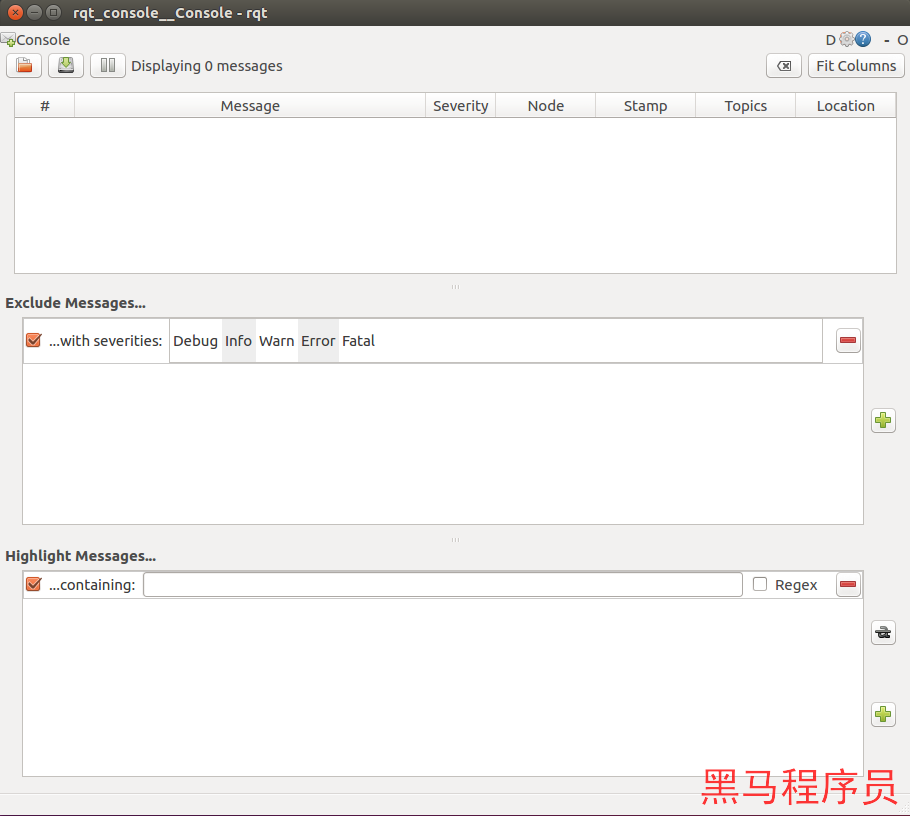 rqt_console__Console - rqt
Console D ? - O
Displaying 0 messages Fit Columns
# Message Severity Node Stamp Topics Location
Exclude Messages...
...with severities: Debug Info Warn Error Fatal
Highlight Messages...
...containing: Regex
黑马程序员